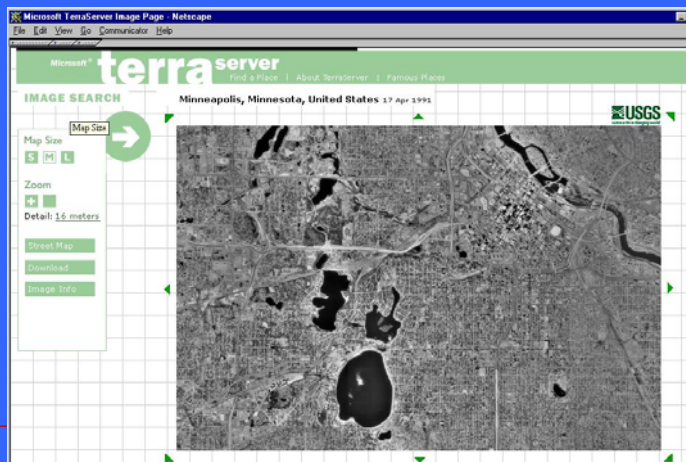 Microsoft TerraServer Image Page - Netscape
File Edit View Go Communicator Help
Microsoft® terra server
Find a Place | About TerraServer | Famous Places
IMAGE SEARCH
Minneapolis, Minnesota, United States 17 Apr 1991
USGS
Map Size
Map Size
S M L
Zoom
+
Detail: 16 meters
Street Map
Download
Image Info